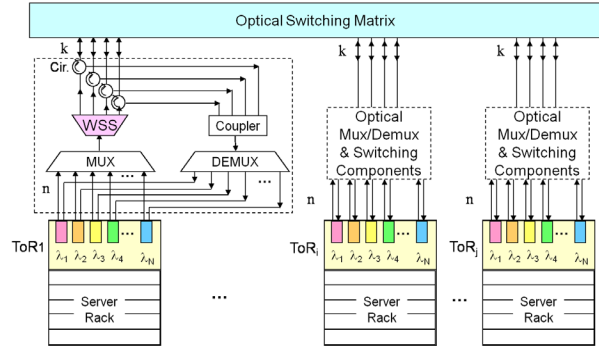 Optical Switching Matrix
k
k
k
Cir.
WSS
Coupler
MUX
DEMUX
...
...
n
Optical
Mux/Demux
& Switching
Components
n
Optical
Mux/Demux
& Switching
Components
n
ToR1
...
λ1 λ2 λ3 λ4 λN
ToRi
...
λ1 λ2 λ3 λ4 λN
ToRj
...
λ1 λ2 λ3 λ4 λN
Server
Rack
...
Server
Rack
...
Server
Rack